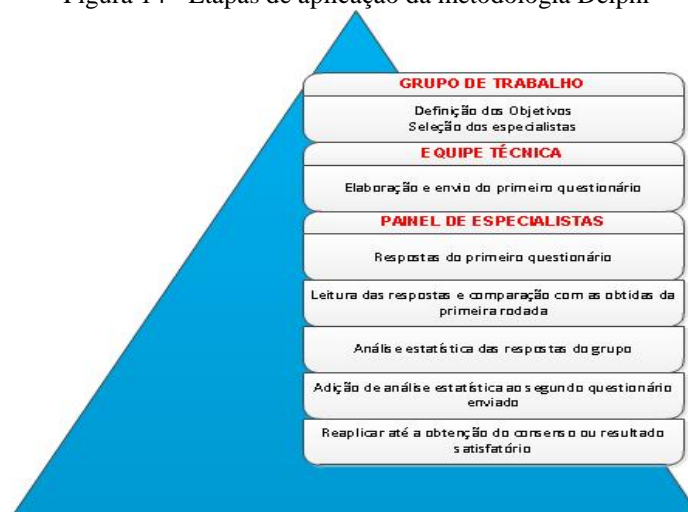 Figura 14 - Etapas de aplicação da metodologia Delphi
GRUPO DE TRABALHO
Definição dos Objetivos
Seleção dos especialistas
EQUIPE TÉCNICA
Elaboração e envio do primeiro questionário
PAINEL DE ESPECIALISTAS
Respostas do primeiro questionário
Leitura das respostas e comparação com as obtidas da
primeira rodada
Análise estatística das respostas do grupo
Adição de análise estatística ao segundo questionário
enviado
Reaplicar até a obtenção do consenso ou resultado
satisfatório